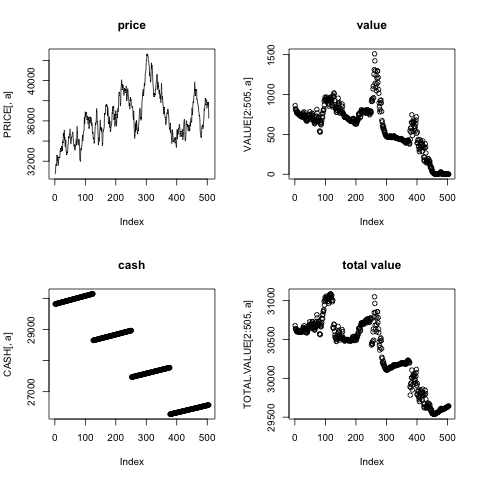 price
PRICE[, a]
32000 36000 40000
0 100 200 300 400 500
Index
value
VALUE[2:505, a]
0 500 1000 1500
0 100 200 300 400 500
Index
cash
CASH[, a]
27000 29000
0 100 200 300 400 500
Index
total value
TOTAL.VALUE[2:505, a]
29500 30000 30500 31000
0 100 200 300 400 500
Index